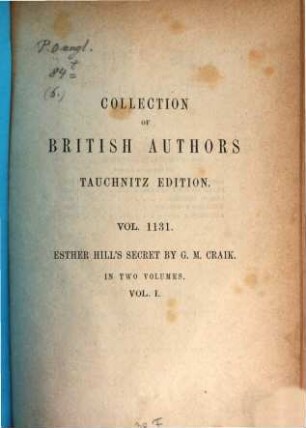 P.O.angl.
84 t
(6.)
COLLECTION
OF
BRITISH AUTHORS
TAUCHNITZ EDITION.
VOL. 1131.
ESTHER HILL'S SECRET BY G. M. CRAIK.
IN TWO VOLUMES.
VOL. I.